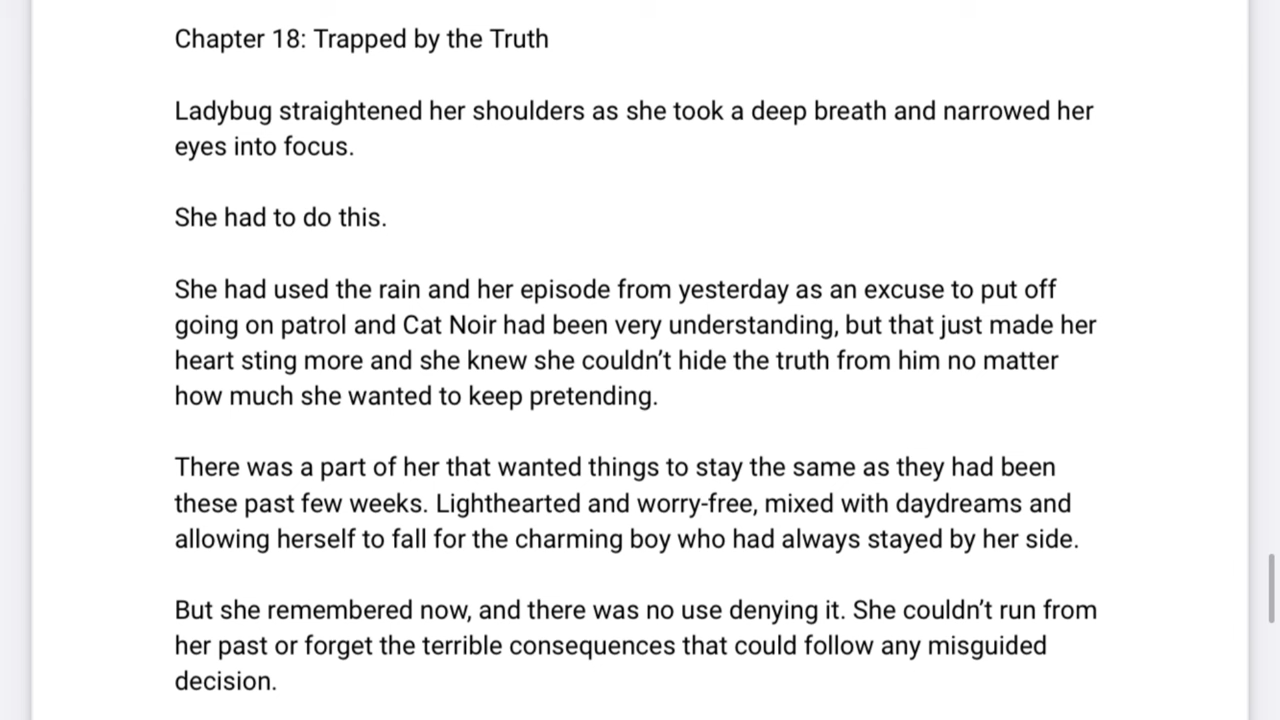 Chapter 18: Trapped by the Truth
Ladybug straightened her shoulders as she took a deep breath and narrowed her
eyes into focus.
She had to do this.
She had used the rain and her episode from yesterday as an excuse to put off
going on patrol and Cat Noir had been very understanding, but that just made her
heart sting more and she knew she couldn’t hide the truth from him no matter
how much she wanted to keep pretending.
There was a part of her that wanted things to stay the same as they had been
these past few weeks. Lighthearted and worry-free, mixed with daydreams and
allowing herself to fall for the charming boy who had always stayed by her side.
But she remembered now, and there was no use denying it. She couldn’t run from
her past or forget the terrible consequences that could follow any misguided
decision.